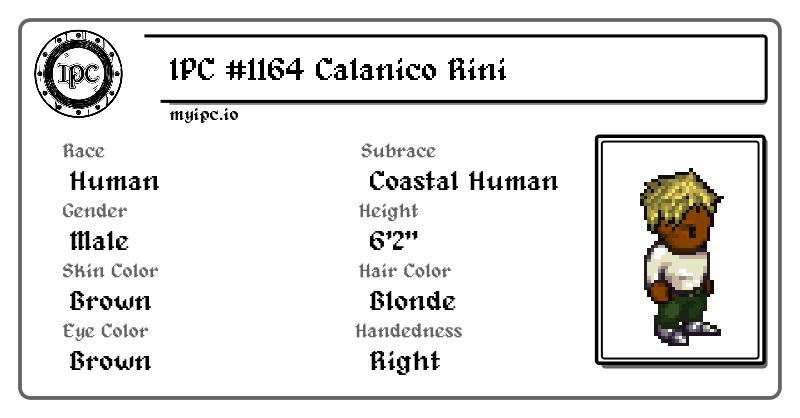 IPC
IPC #1164 Calanico Rini
myipc.io
Race
Human
Subrace
Coastal Human
Gender
Male
Height
6'2"
Skin Color
Brown
Hair Color
Blonde
Eye Color
Brown
Handedness
Right